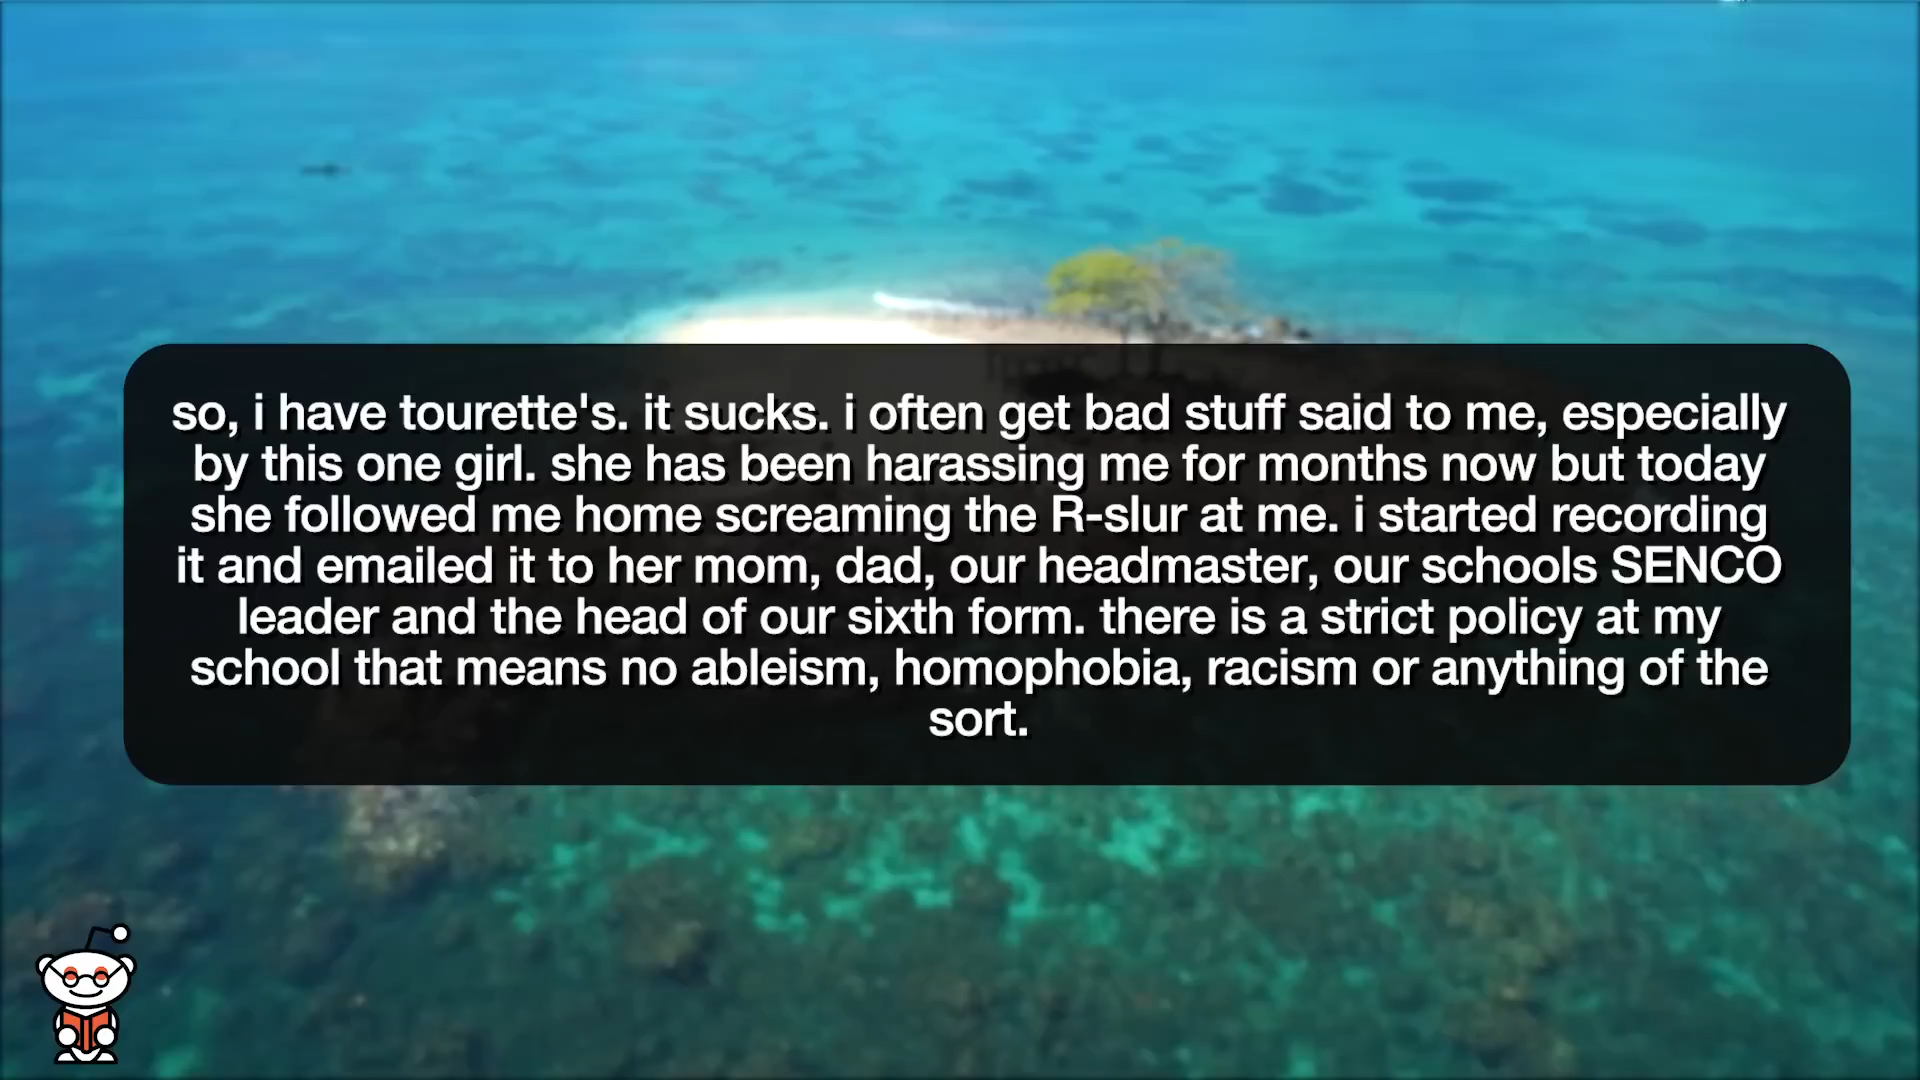 so, i have tourette's. it sucks. i often get bad stuff said to me, especially
by this one girl. she has been harassing me for months now but today
she followed me home screaming the R-slur at me. i started recording
it and emailed it to her mom, dad, our headmaster, our schools SENCO
leader and the head of our sixth form. there is a strict policy at my
school that means no ableism, homophobia, racism or anything of the
sort.